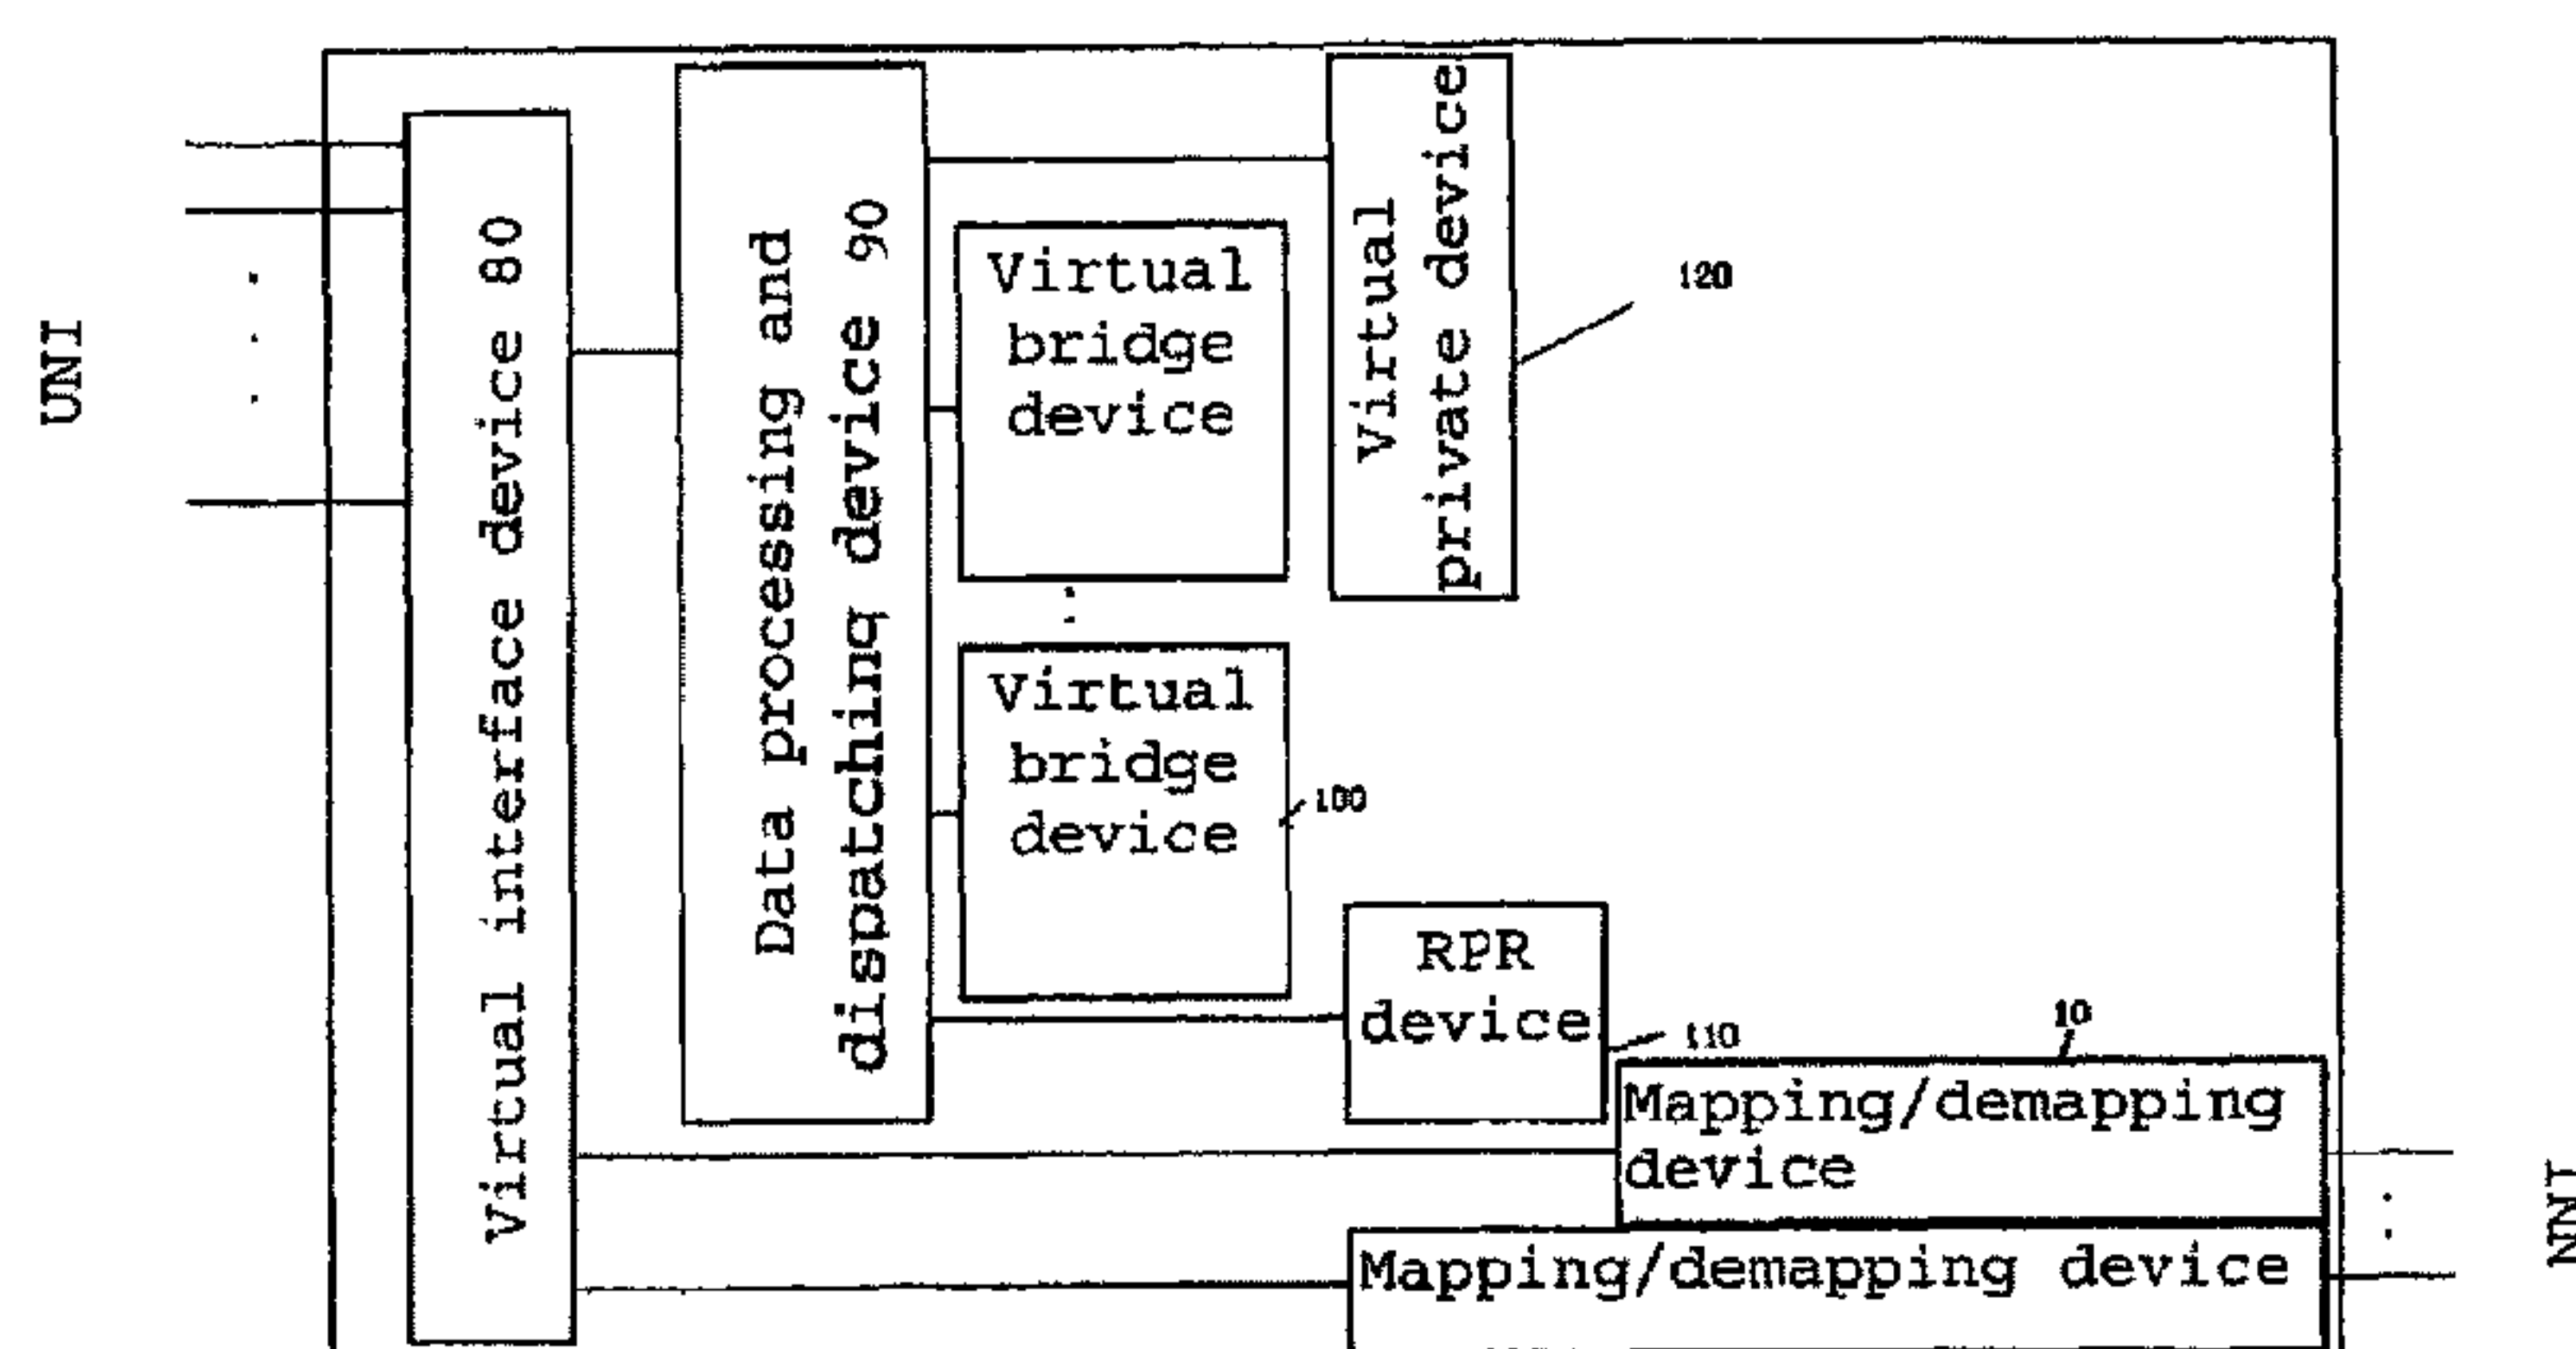 UNI
Virtual interface device 80
Data processing and
dispatching device 90
Virtual
bridge
device
Virtual
private device
120
Virtual
bridge
device
100
RPR
device
110
10
Mapping/demapping
device
Mapping/demapping device
NNI